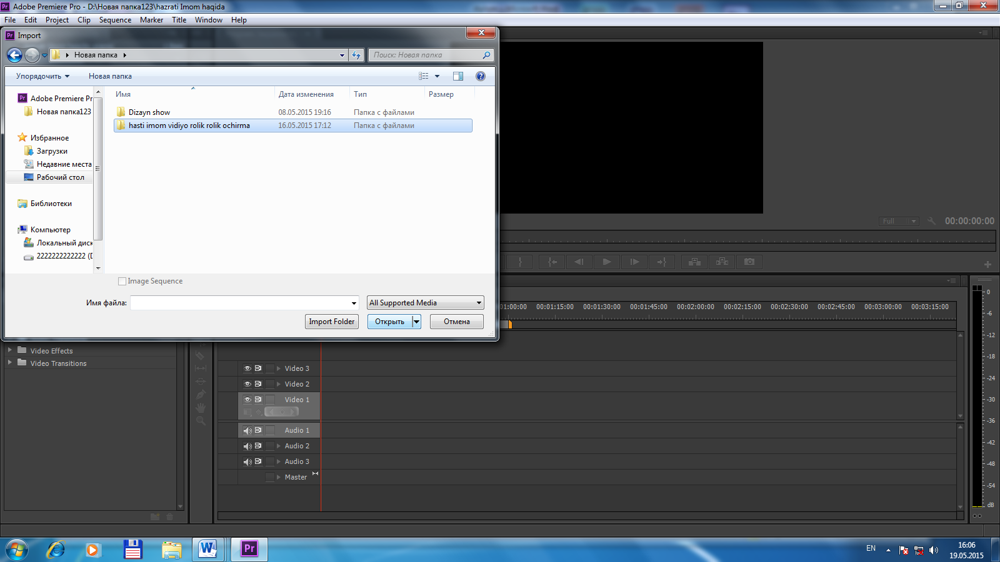 Adobe Premiere Pro - D:\Новая папка123\hazrati Imom haqida
File Edit Project Clip Sequence Marker Title Window Help
Pr Import
Новая папка
Поиск: Новая папка
Упорядочить Новая папка
Имя Дата изменения Тип Размер
Dizayn show 08.05.2015 19:16 Папка с файлами
hasti imom vidiyo rolik rolik ochirma 16.05.2015 17:12 Папка с файлами
Adobe Premiere Pr
Новая папка123
Избранное
Загрузки
Недавние места
Рабочий стол
Библиотеки
Компьютер
Локальный диск
2222222222222 (D
Image Sequence
Имя файла:
All Supported Media
Import Folder Открыть Отмена
Full 00:00:00:00
01:00:00 00:01:15:00 00:01:30:00 00:01:45:00 00:02:00:00 00:02:15:00 00:02:30:00 00:02:45:00 00:03:00:00 00:03:15:00
Video Effects
Video Transitions
Video 3
Video 2
Video 1
Audio 1
Audio 2
Audio 3
Master
0
-6
-12
-18
-24
-30
-36
-42
-48
-54
dB
Pr
EN
16:06
19.05.2015